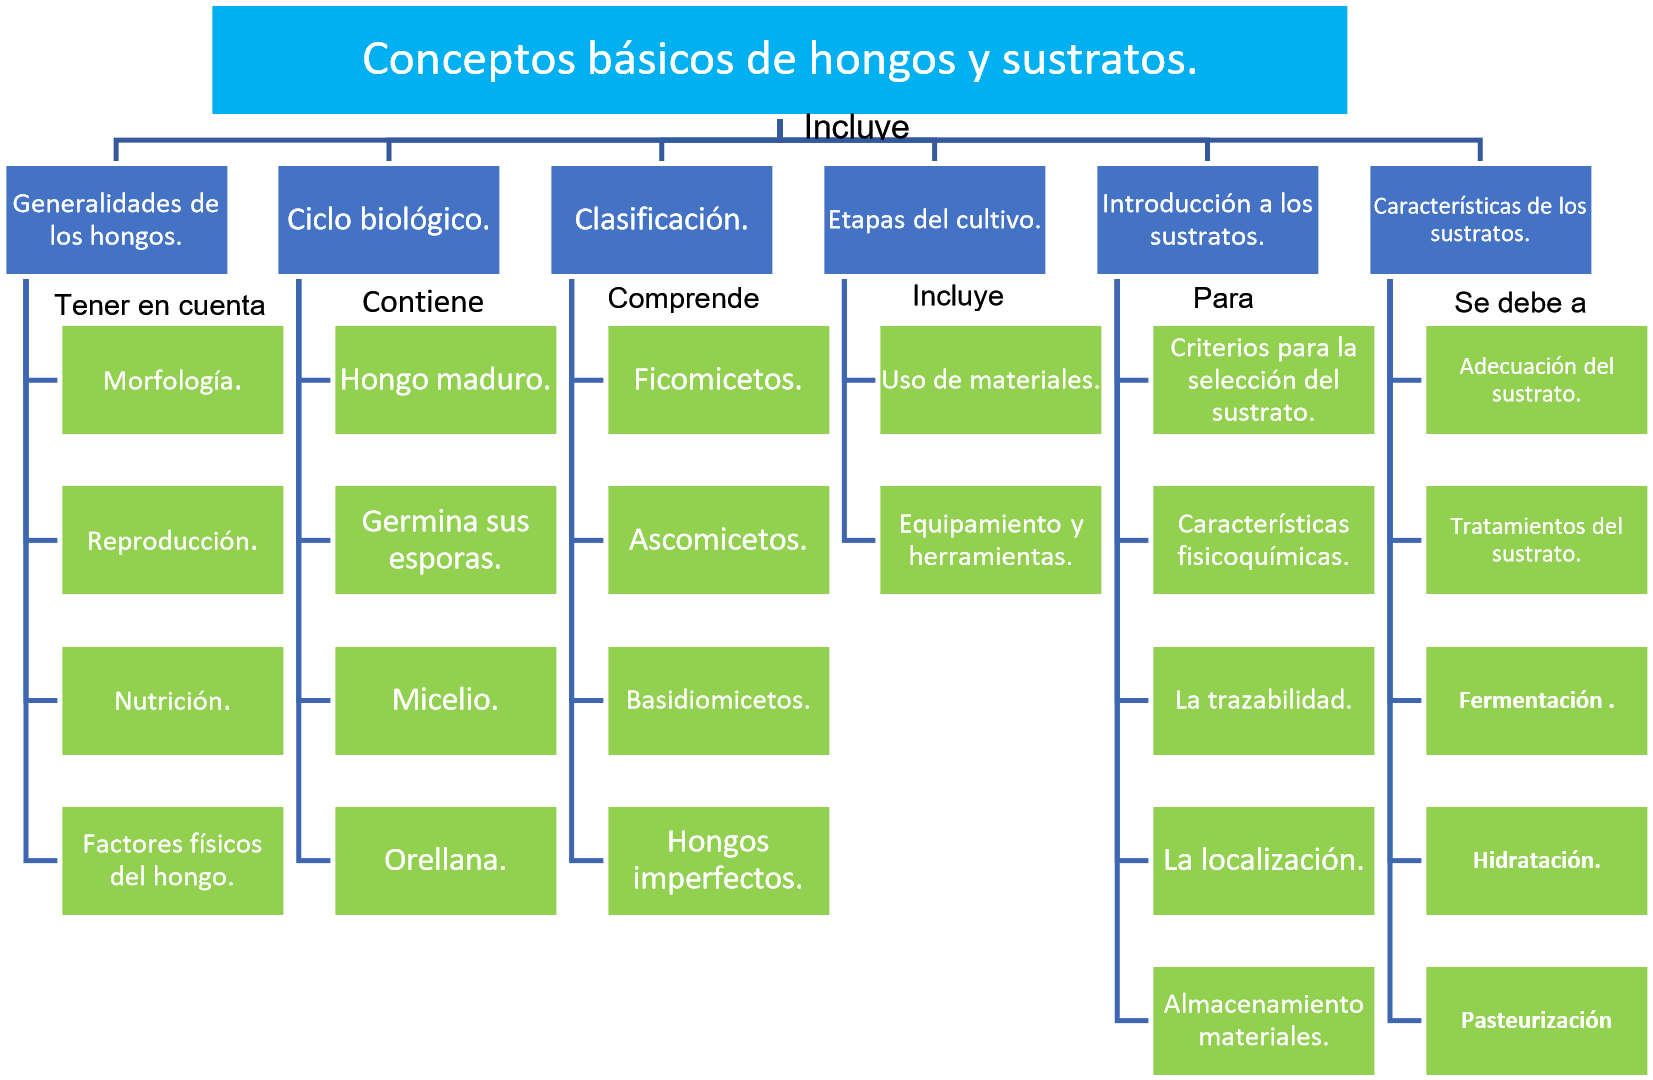 Conceptos básicos de hongos y sustratos.
Incluye
Generalidades de
los hongos.
Tener en cuenta
Morfología.
Reproducción.
Nutrición.
Factores físicos
del hongo.
Ciclo biológico.
Contiene
Hongo maduro.
Germina sus
esporas.
Micelio.
Orellana.
Clasificación.
Comprende
Ficomicetos.
Ascomicetos.
Basidiomicetos.
Hongos
imperfectos.
Etapas del cultivo.
Incluye
Uso de materiales.
Equipamiento y
herramientas.
Introducción a los
sustratos.
Para
Criterios para la
selección del
sustrato.
Características
fisicoquímicas.
La trazabilidad.
La localización.
Almacenamiento
materiales.
Características de los
sustratos.
Se debe a
Adecuación del
sustrato.
Tratamientos del
sustrato.
Fermentación .
Hidratación.
Pasteurización